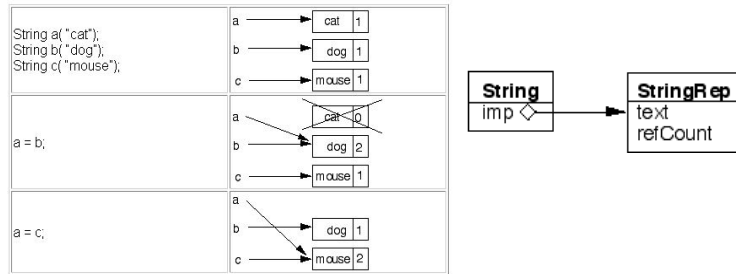 String a( "cat");
String b( "dog");
String c( "mouse");
a cat 1
b dog 1
c mouse 1
a = b;
a cat 0
b dog 2
c mouse 1
a = c;
a
b dog 1
c mouse 2
String
imp
StringRep
text
refCount